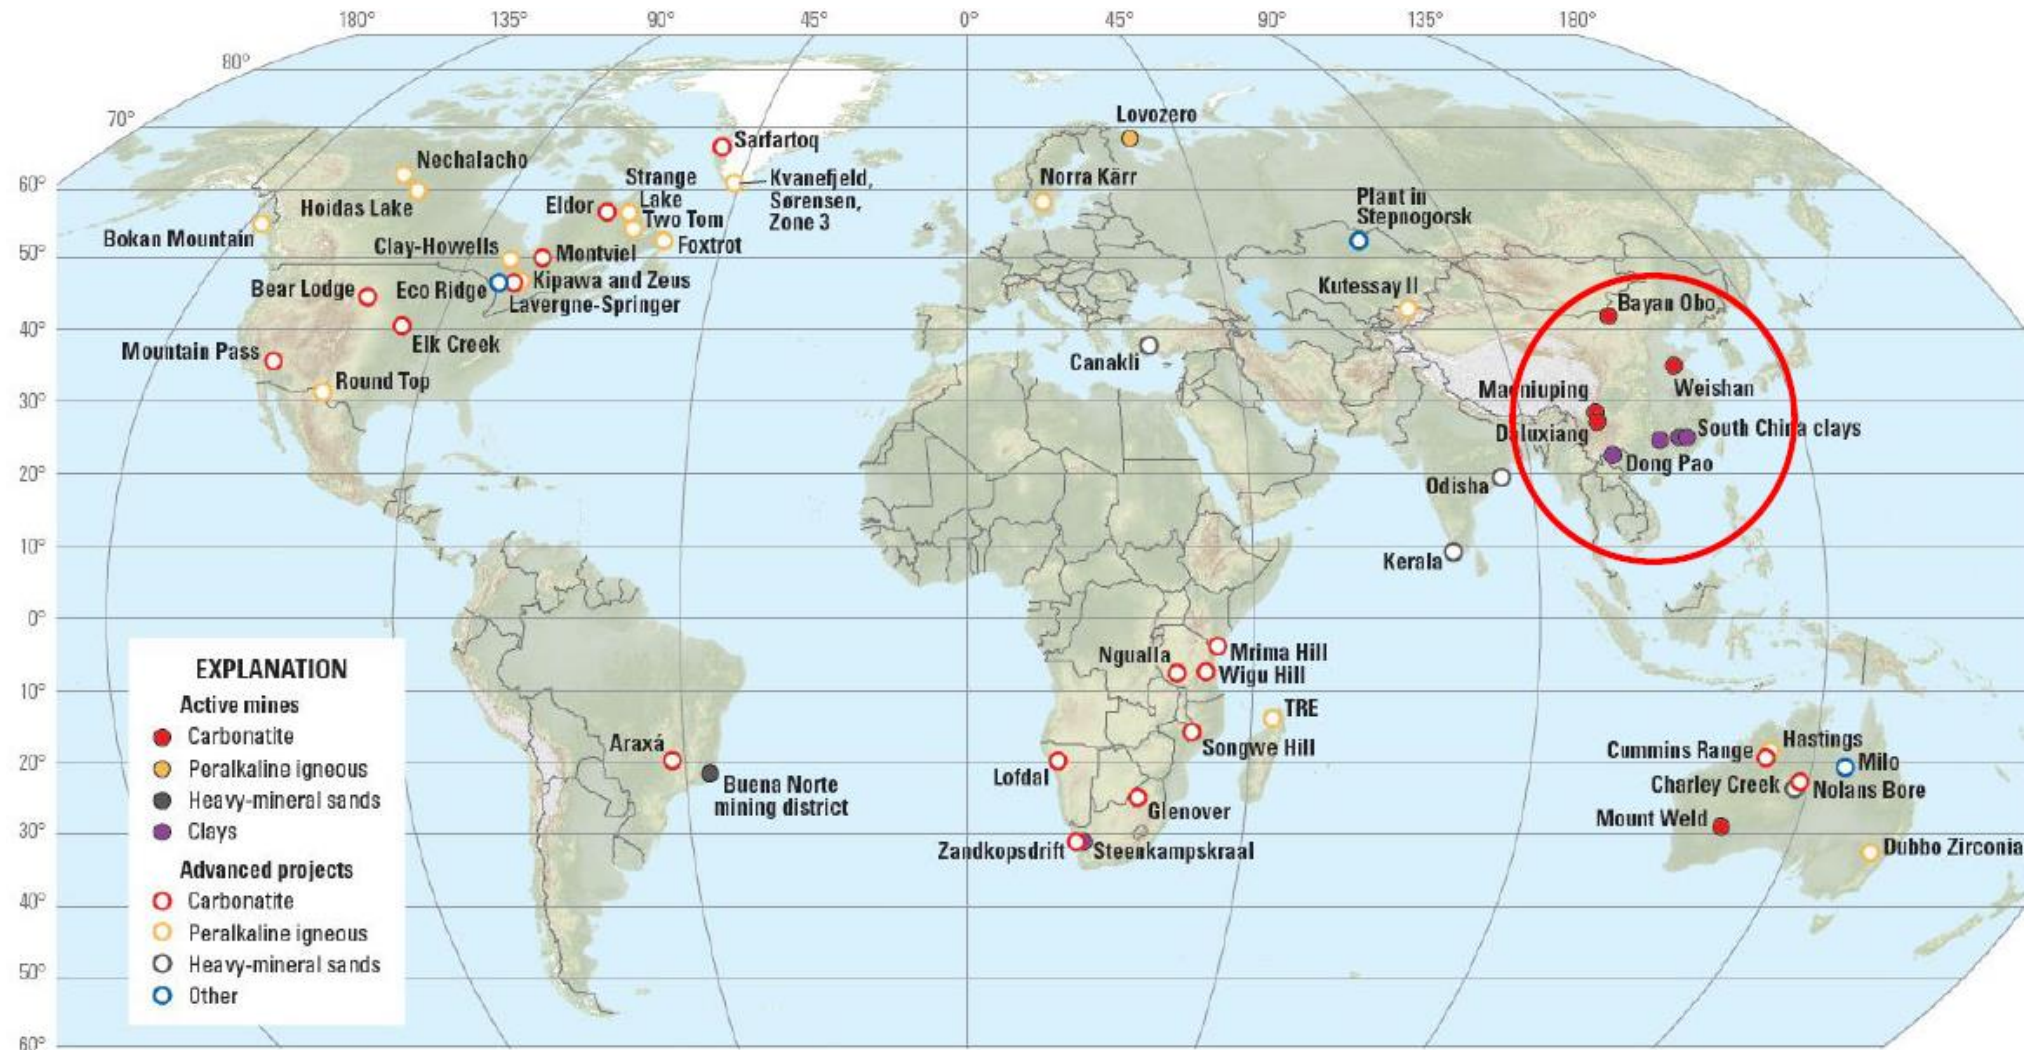 180°
135°
90°
45°
0°
45°
90°
135°
180°
80°
70°
60°
50°
40°
30°
20°
10°
0°
10°
20°
30°
40°
50°
60°
Nechalacho
Hoidas Lake
Bokan Mountain
Sarfartoq
Kvanefjeld,
Sørensen,
Zone 3
Strange
Lake
Eldor
Two Tom
Foxtrot
Clay-Howells
Montviel
Kipawa and Zeus
Eco Ridge
Lavergne-Springer
Bear Lodge
Elk Creek
Mountain Pass
Round Top
Lovozero
Norra Kärr
Plant in
Stepnogorsk
Kutessay II
Canakli
Bayan Obo
Weishan
Maoniuping
Daluxiang
South China clays
Dong Pao
Odisha
Kerala
Araxá
Buena Norte
mining district
Ngualla
Mrima Hill
Wigu Hill
TRE
Songwe Hill
Lofdal
Glenover
Zandkopsdrift
Steenkampskraal
Cummins Range
Hastings
Milo
Charley Creek
Nolans Bore
Mount Weld
Dubbo Zirconia
EXPLANATION
Active mines
Carbonatite
Peralkaline igneous
Heavy-mineral sands
Clays
Advanced projects
Carbonatite
Peralkaline igneous
Heavy-mineral sands
Other